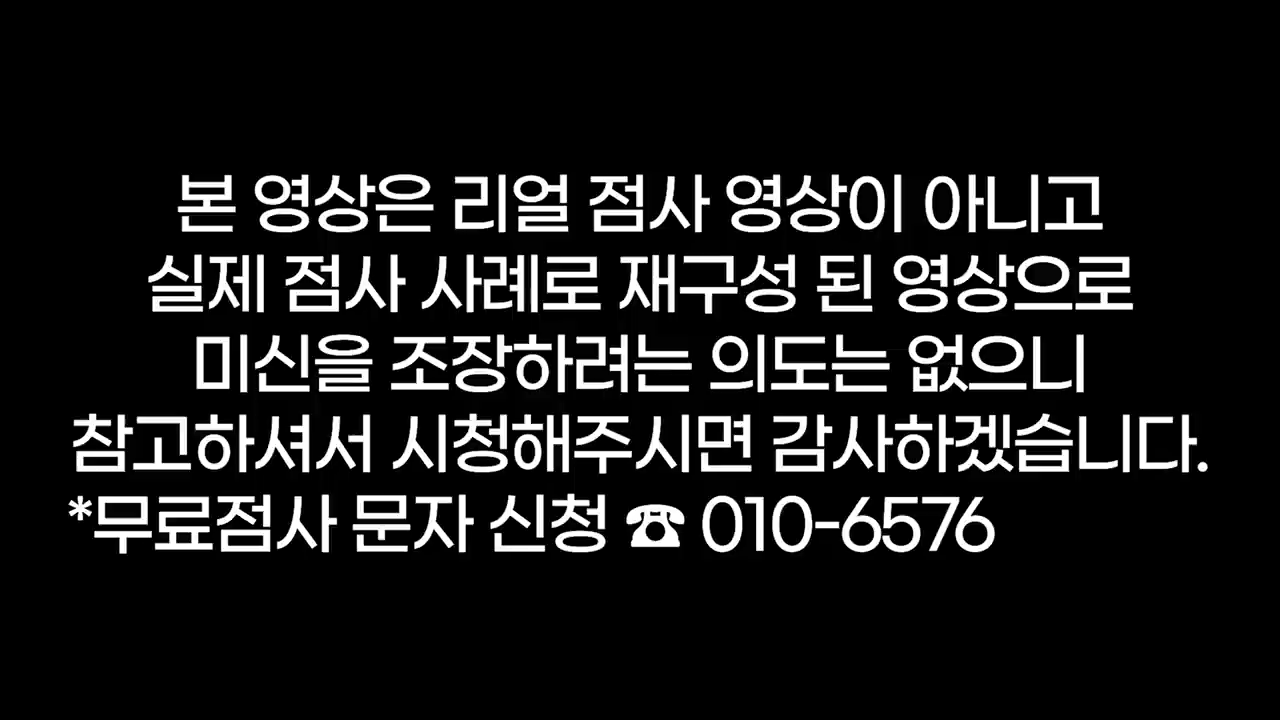 본 영상은 리얼 점사 영상이 아니고
실제 점사 사례로 재구성 된 영상으로
미신을 조장하려는 의도는 없으니
참고하셔서 시청해주시면 감사하겠습니다.
*무료점사 문자 신청 ☎ 010-6576